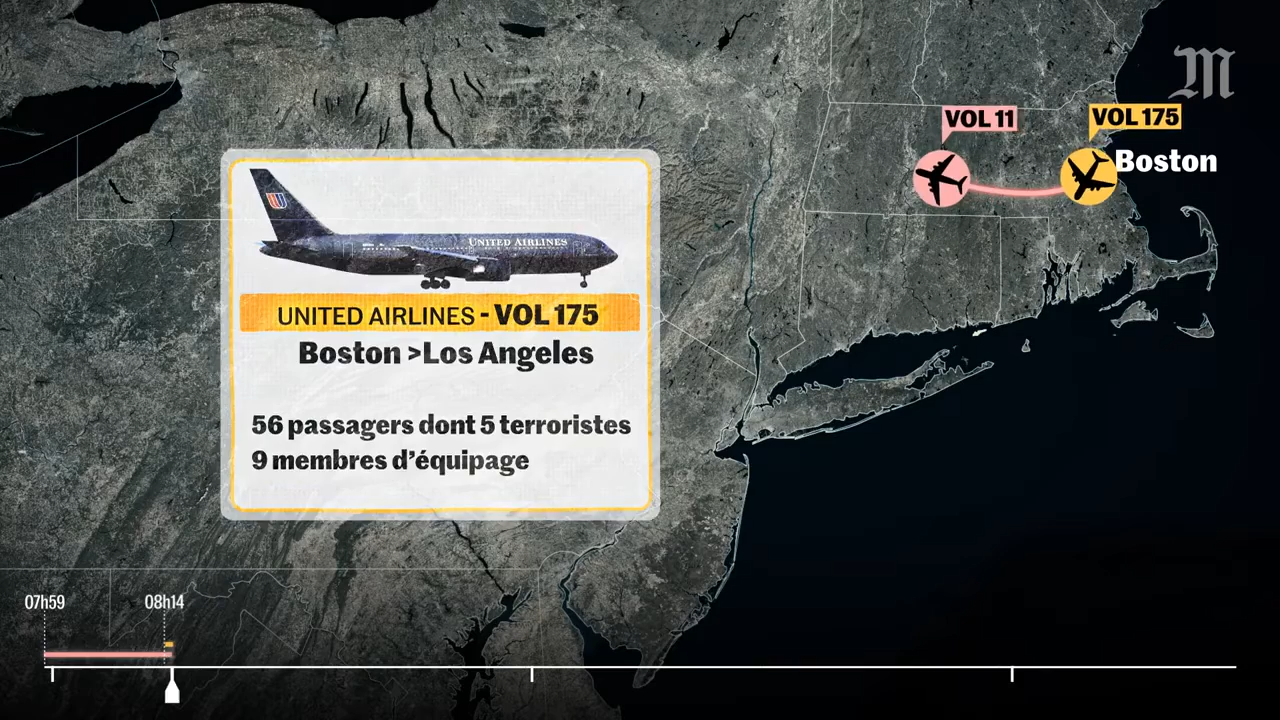 M
VOL 11
VOL 175
Boston
UNITED AIRLINES
UNITED AIRLINES - VOL 175
Boston >Los Angeles
56 passagers dont 5 terroristes
9 membres d’équipage
07h59
08h14